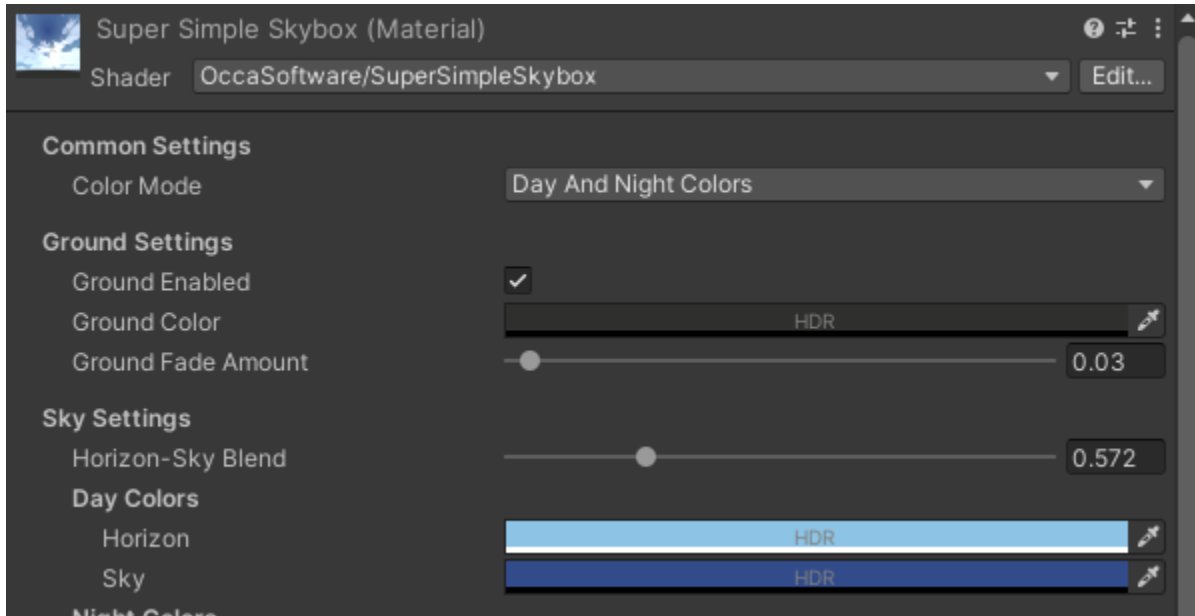 Super Simple Skybox (Material)
Shader OccaSoftware/SuperSimpleSkybox Edit...
Common Settings
Color Mode Day And Night Colors
Ground Settings
Ground Enabled
Ground Color HDR
Ground Fade Amount 0.03
Sky Settings
Horizon-Sky Blend 0.572
Day Colors
Horizon HDR
Sky HDR
Night Colors